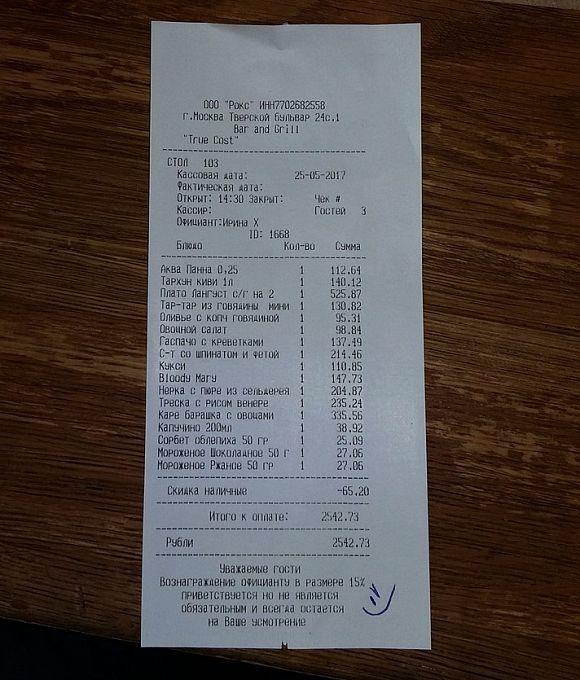 ООО "Рокс" ИНН7702682558
г.Москва Тверской бульвар 24с.1
Bar and Grill
"True Cost"
СТОЛ 103
Кассовая дата: 25-05-2017
Фактическая дата:
Открыт: 14:30 Закрыт: Чек #
Кассир: Гостей 3
Официант:Ирина Х
ID: 1668
Блюдо Кол-во Сумма
Аква Панна 0,25 1 112.64
Тархун киви 1л 1 140.12
Плато Лангуст с/г на 2 1 525.87
Тар-тар из говядины мини 1 130.82
Оливье с копч говядиной 1 95.31
Овощной салат 1 98.84
Гаспачо с креветками 1 137.49
С-т со шпинатом и фетой 1 214.46
Кукси 1 110.85
Bloody Mary 1 147.73
Нерка с пюре из сельдерея 1 204.87
Треска с рисом венере 1 235.24
Каре барашка с овощами 1 335.56
Капучино 200мл 1 38.92
Сорбет облепиха 50 гр 1 25.09
Мороженое Шоколадное 50 г 1 27.06
Мороженое Ржаное 50 гр 1 27.06
Скидка наличные -65.20
Итого к оплате: 2542.73
Рубли 2542.73
Уважаемые гости
Вознаграждение официанту в размере 15%
приветствуется но не является
обязательным и всегда остается
на Ваше усмотрение